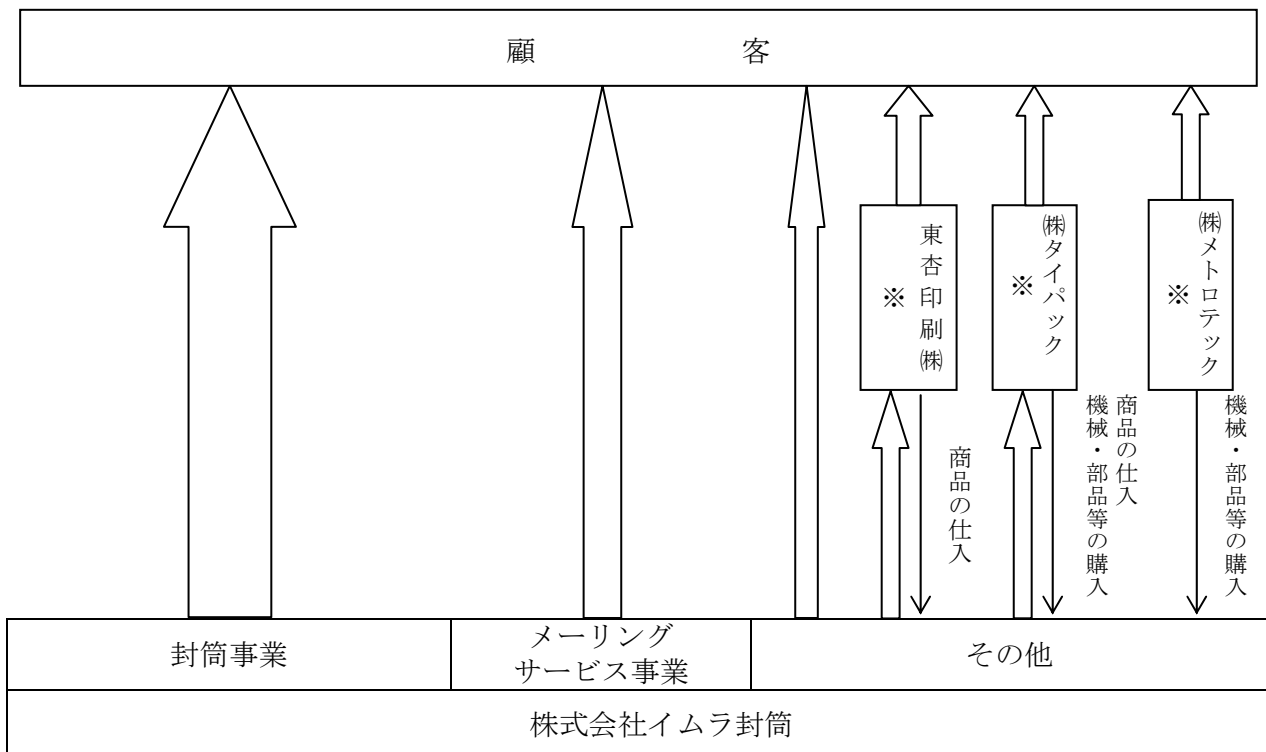 顧客
東杏印刷㈱
※
㈱タイパック
※
㈱メトロテック
※
商品の仕入
商品の仕入
機械・部品等の購入
機械・部品等の購入
封筒事業
メーリング
サービス事業
その他
株式会社イムラ封筒